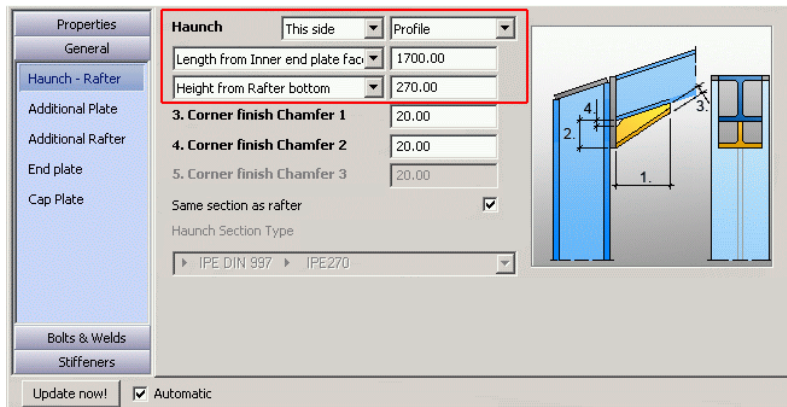 Properties
General
Haunch - Rafter
Additional Plate
Additional Rafter
End plate
Cap Plate
Bolts & Welds
Stiffeners
Update now!
Automatic
Haunch This side Profile
Length from Inner end plate fac 1700.00
Height from Rafter bottom 270.00
3. Corner finish Chamfer 1 20.00
4. Corner finish Chamfer 2 20.00
5. Corner finish Chamfer 3 20.00
Same section as rafter
Haunch Section Type
IPE DIN 997 IPE270
4.
2.
3.
1.